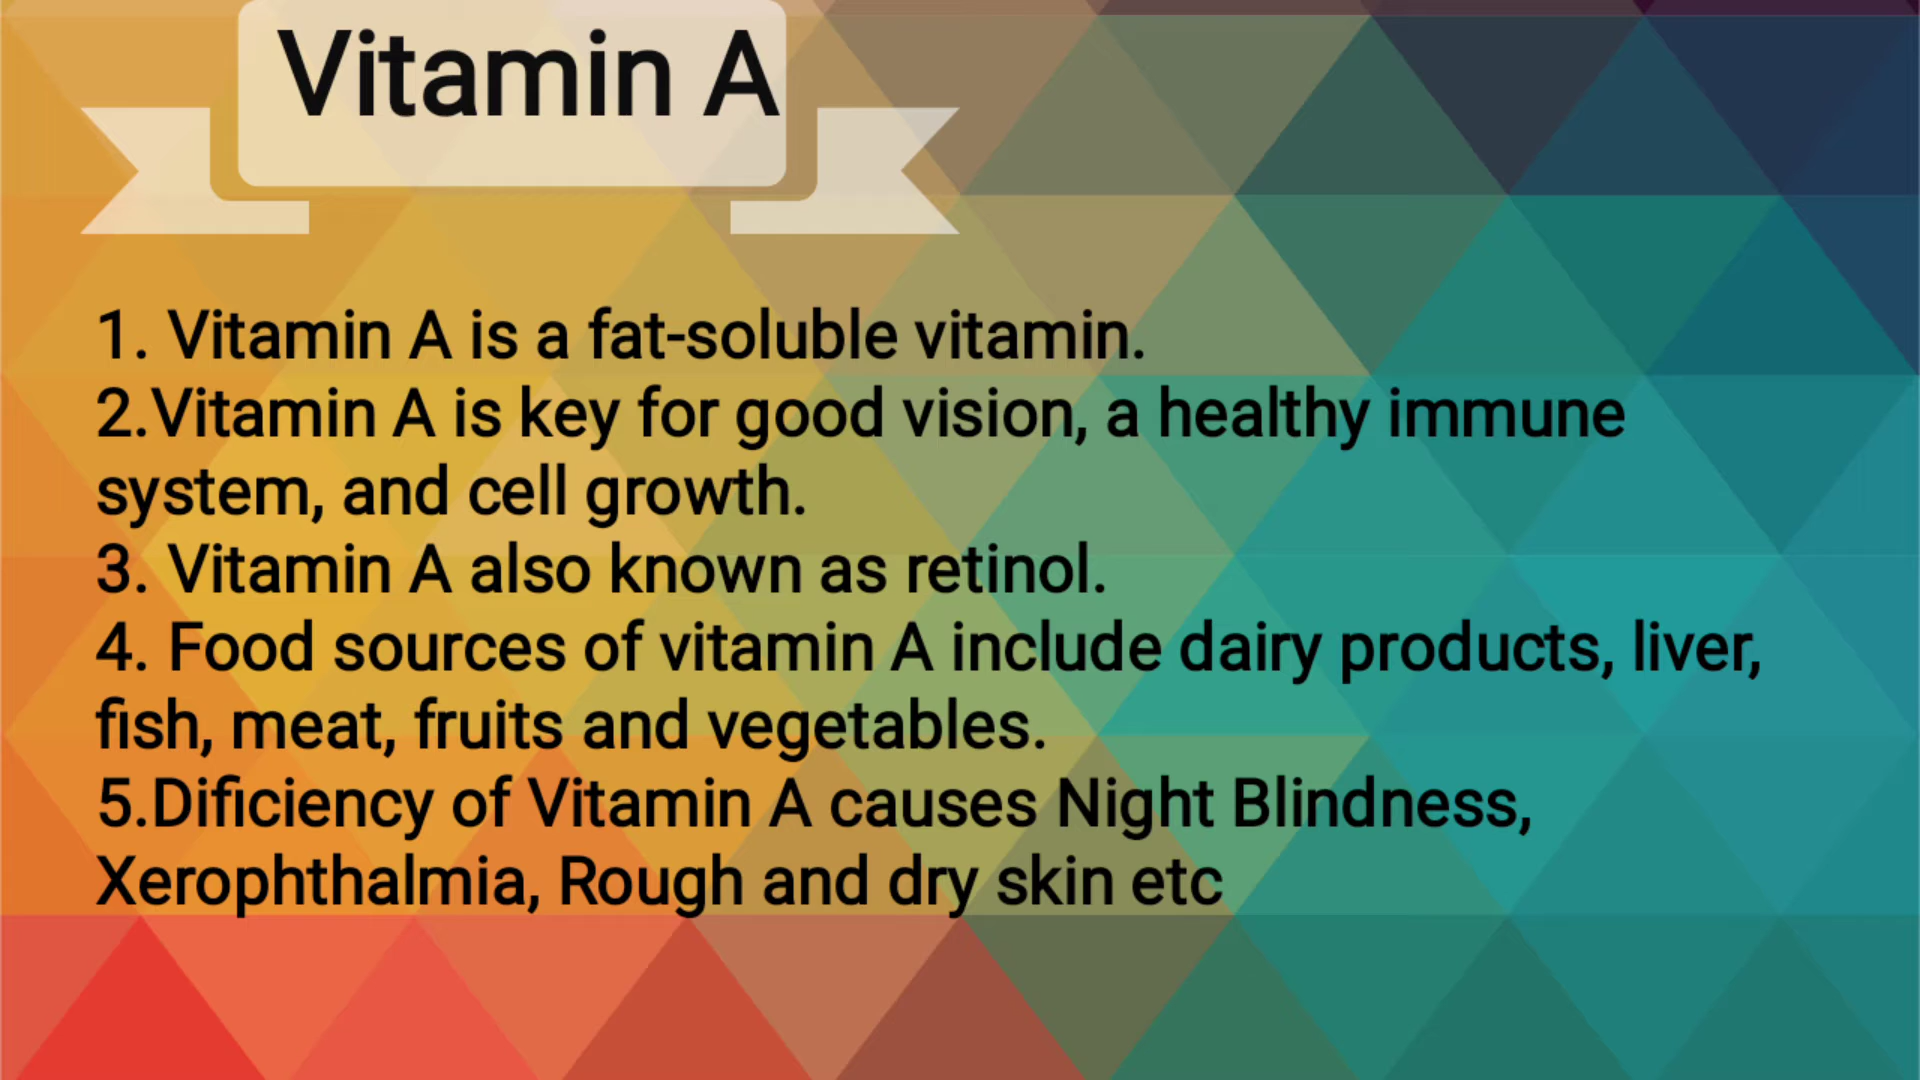 Vitamin A
1. Vitamin A is a fat-soluble vitamin.
2.Vitamin A is key for good vision, a healthy immune
system, and cell growth.
3. Vitamin A also known as retinol.
4. Food sources of vitamin A include dairy products, liver,
fish, meat, fruits and vegetables.
5.Dificiency of Vitamin A causes Night Blindness,
Xerophthalmia, Rough and dry skin etc